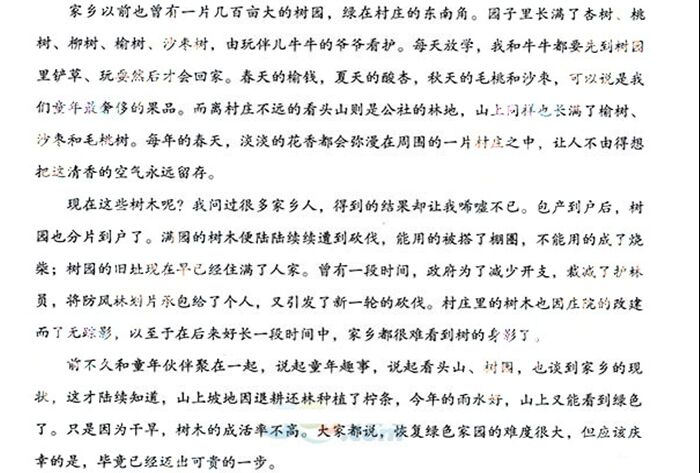 家乡以前也曾有一片几百亩大的树园，绿在村庄的东南角。园子里长满了杏树、桃
树、柳树、榆树、沙枣树，由玩伴儿牛牛的爷爷看护。每天放学，我和牛牛都要先到树园
里铲草、玩耍然后才会回家。春天的榆钱，夏天的酸杏，秋天的毛桃和沙枣，可以说是我
们童年最奢侈的果品。而离村庄不远的看头山则是公社的林地，山上同样也长满了榆树、
沙枣和毛桃树。每年的春天，淡淡的花香都会弥漫在周围的一片村庄之中，让人不由得想
把这清香的空气永远留存。
现在这些树木呢？我问过很多家乡人，得到的结果却让我唏嘘不已。包产到户后，树
园也分片到户了。满园的树木便陆陆续续遭到砍伐，能用的被搭了棚圈，不能用的成了烧
柴；树园的旧址现在早已经住满了人家。曾有一段时间，政府为了减少开支，裁减了护林
员，将防风林划片承包给了个人，又引发了新一轮的砍伐。村庄里的树木也因庄院的改建
而了无踪影，以至于在后来好长一段时间中，家乡都很难看到树的身影了。
前不久和童年伙伴聚在一起，说起童年趣事，说起看头山、树园，也谈到家乡的现
状，这才陆续知道，山上坡地因退耕还林种植了柠条，今年的雨水好，山上又能看到绿色
了。只是因为干旱，树木的成活率不高。大家都说，恢复绿色家园的难度很大，但应该庆
幸的是，毕竟已经迈出可贵的一步。